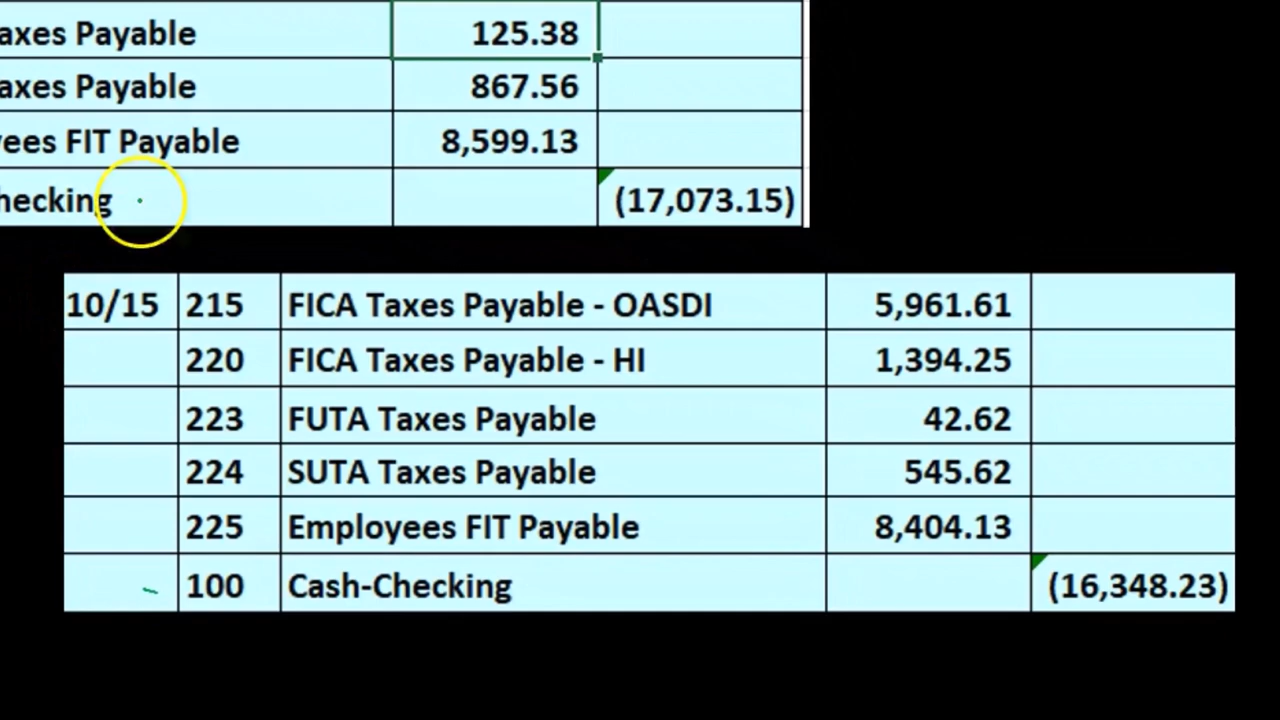 axes Payable 125.38
axes Payable 867.56
ees FIT Payable 8,599.13
hecking (17,073.15)
10/15 215 FICA Taxes Payable - OASDI 5,961.61
220 FICA Taxes Payable - HI 1,394.25
223 FUTA Taxes Payable 42.62
224 SUTA Taxes Payable 545.62
225 Employees FIT Payable 8,404.13
100 Cash-Checking (16,348.23)